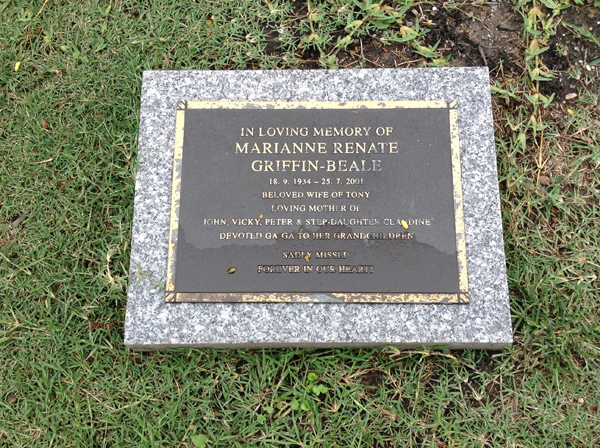 IN LOVING MEMORY OF
MARIANNE RENATE
GRIFFIN-BEALE
18. 9. 1934 – 25. 7. 2001
BELOVED WIFE OF TONY
LOVING MOTHER OF
JOHN, VICKY, PETER & STEP-DAUGHTER CLAUDINE
DEVOTED GA GA TO HER GRANDCHILDREN
SADLY MISSED
FOREVER IN OUR HEARTS